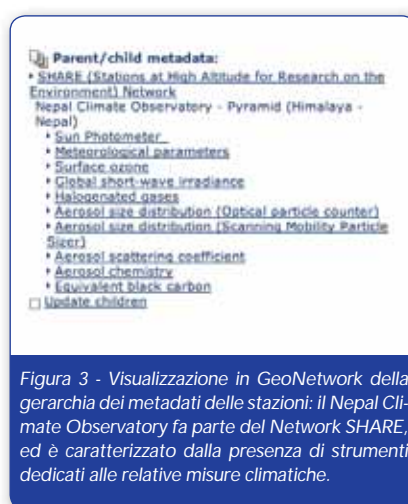 Parent/child metadata:
• SHARE (Stations at High Altitude for Research on the
Environment) Network
Nepal Climate Observatory - Pyramid (Himalaya -
Nepal)
• Sun Photometer
• Meteorological parameters
• Surface ozone
• Global short-wave irradiance
• Halogenated gases
• Aerosol size distribution (Optical particle counter)
• Aerosol size distribution (Scanning Mobility Particle
Sizer)
• Aerosol scattering coefficient
• Aerosol chemistry
• Equivalent black carbon
Update children
Figura 3 - Visualizzazione in GeoNetwork della
gerarchia dei metadati delle stazioni: il Nepal Cli-
mate Observatory fa parte del Network SHARE,
ed è caratterizzato dalla presenza di strumenti
dedicati alle relative misure climatiche.